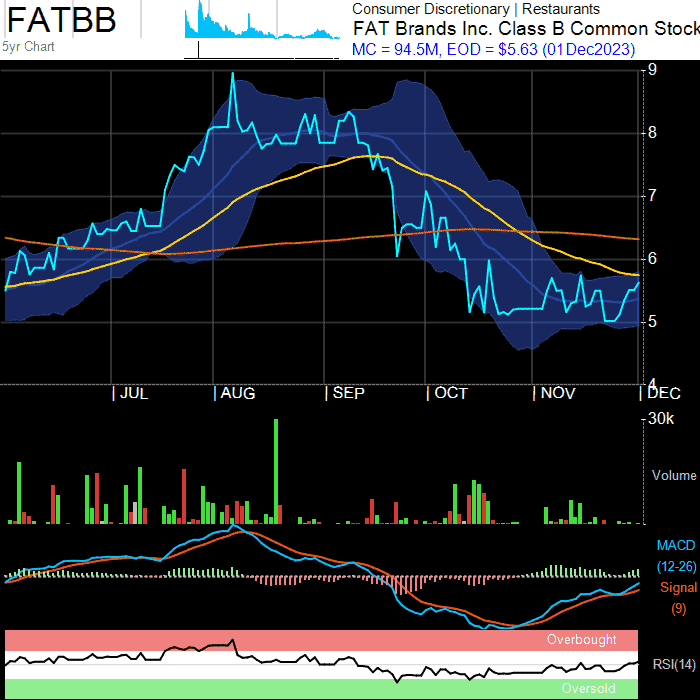 FATBB
5yr Chart
Consumer Discretionary | Restaurants
FAT Brands Inc. Class B Common Stock
MC = 94.5M, EOD = $5.63 (01Dec2023)
9
8
7
6
5
4
JUL AUG SEP OCT NOV DEC
30k
Volume
MACD
(12-26)
Signal
(9)
Overbought
RSI(14)
Oversold